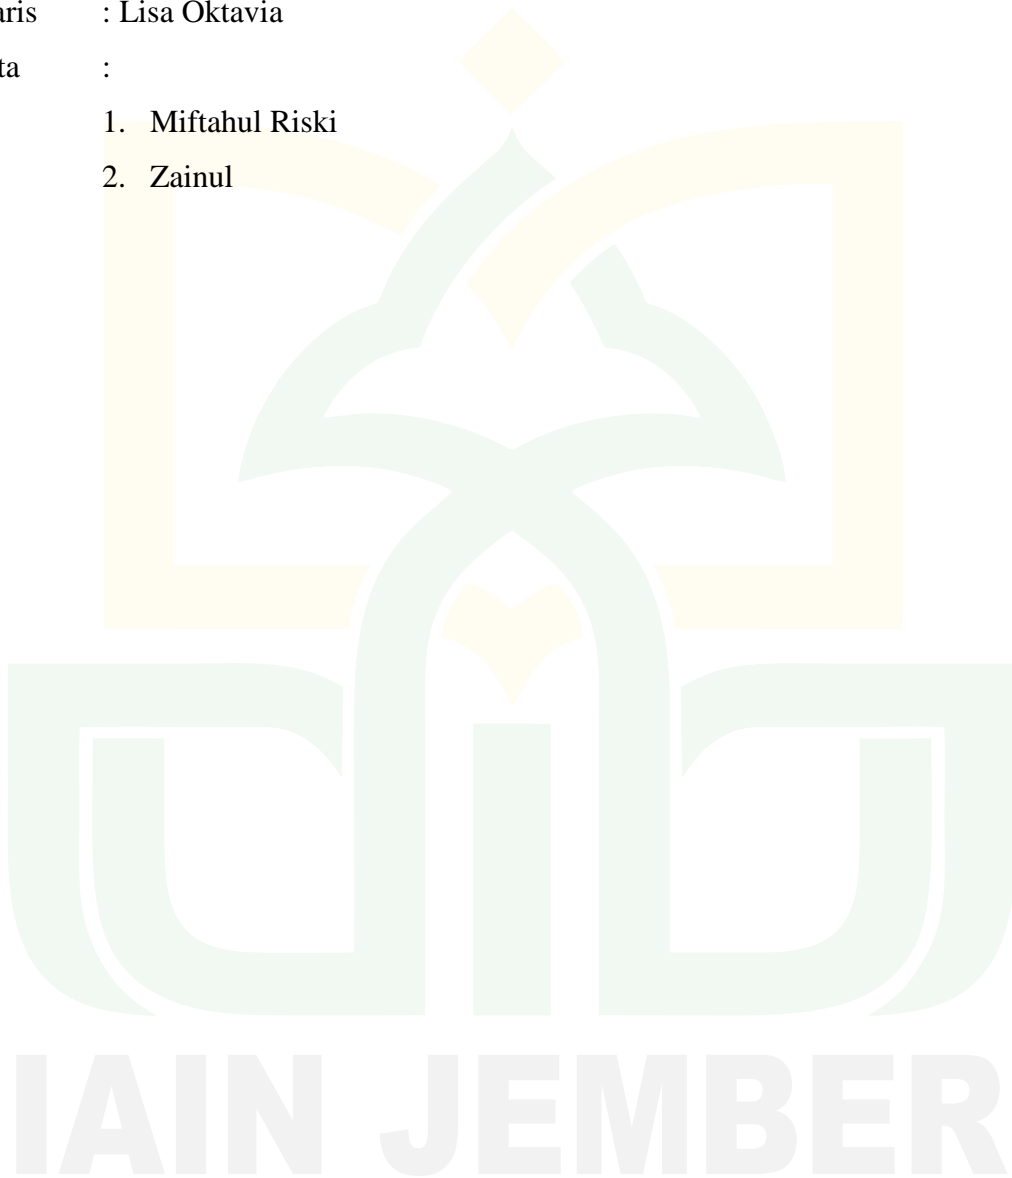 aris : Lisa Oktavia
ta :
1. Miftahul Riski
2. Zainul
IAIN JEMBER